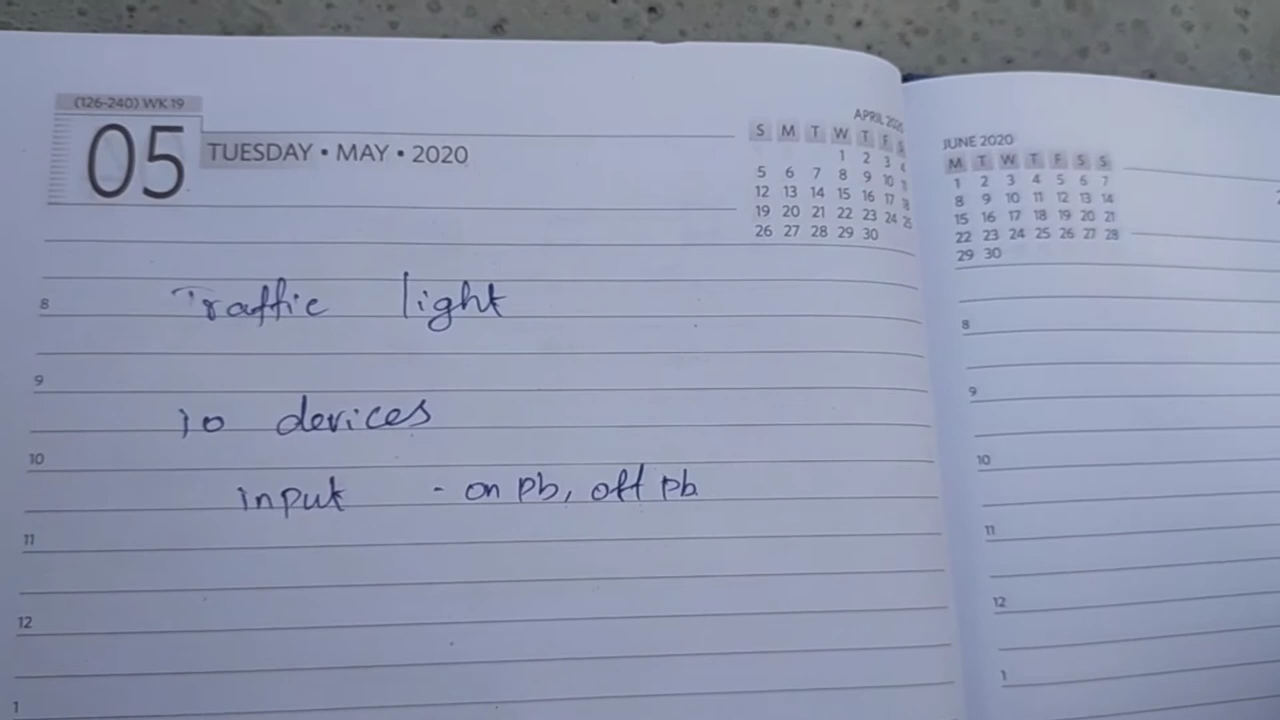 (126-240) WK 19
05
TUESDAY • MAY • 2020
APRIL 2020
S M T W T F S
1 2 3 4
5 6 7 8 9 10 11
12 13 14 15 16 17 18
19 20 21 22 23 24 25
26 27 28 29 30
8
Traffic light
9
io devices
10
input - on pb, off pb
11
12
1
JUNE 2020
M T W T F S S
1 2 3 4 5 6 7
8 9 10 11 12 13 14
15 16 17 18 19 20 21
22 23 24 25 26 27 28
29 30
8
9
10
11
12
1